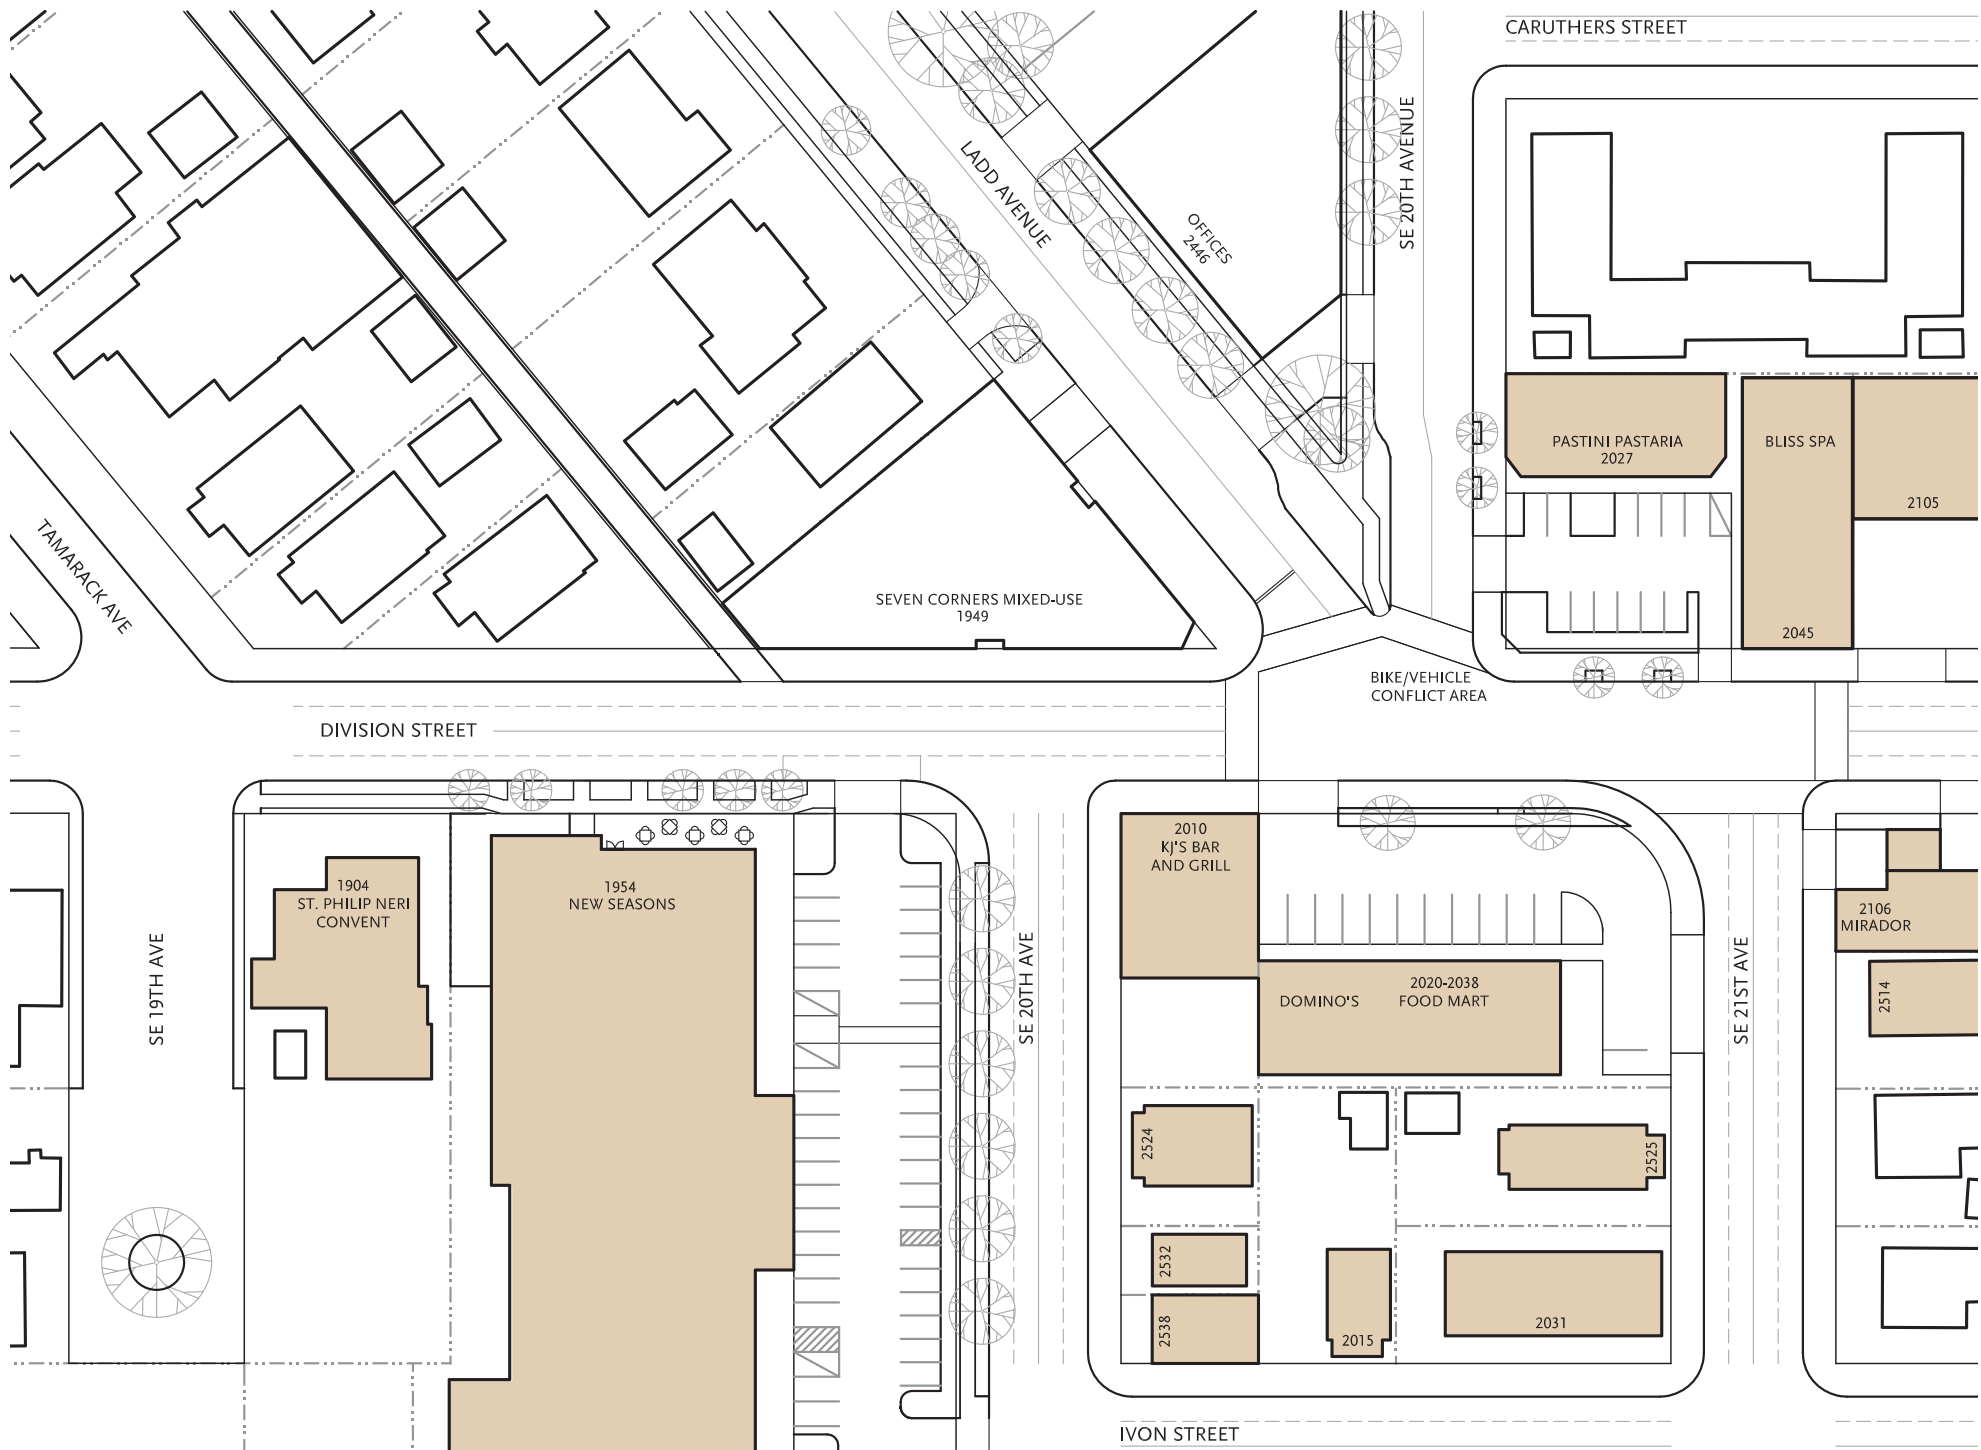 CARUTHERS STREET
LADD AVENUE
SE 20TH AVENUE
OFFICES
2446
PASTINI PASTARIA
2027
BLISS SPA
2105
TAMARACK AVE
SEVEN CORNERS MIXED-USE
1949
2045
BIKE/VEHICLE
CONFLICT AREA
DIVISION STREET
2010
KJ'S BAR
AND GRILL
1904
ST. PHILIP NERI
CONVENT
1954
NEW SEASONS
2106
MIRADOR
SE 19TH AVE
SE 20TH AVE
DOMINO'S
2020-2038
FOOD MART
SE 21ST AVE
2514
2524
2525
2532
2538
2015
2031
IVON STREET